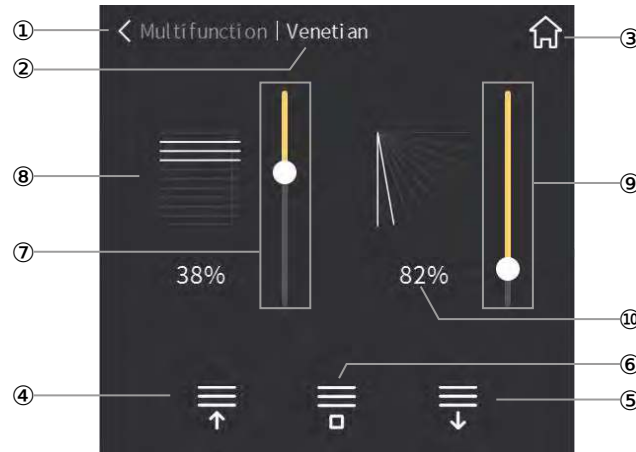 ① Multifunction | Venetian ③
②
⑧ ⑨
⑦ 38% 82%
⑩
⑥
④ ⑤